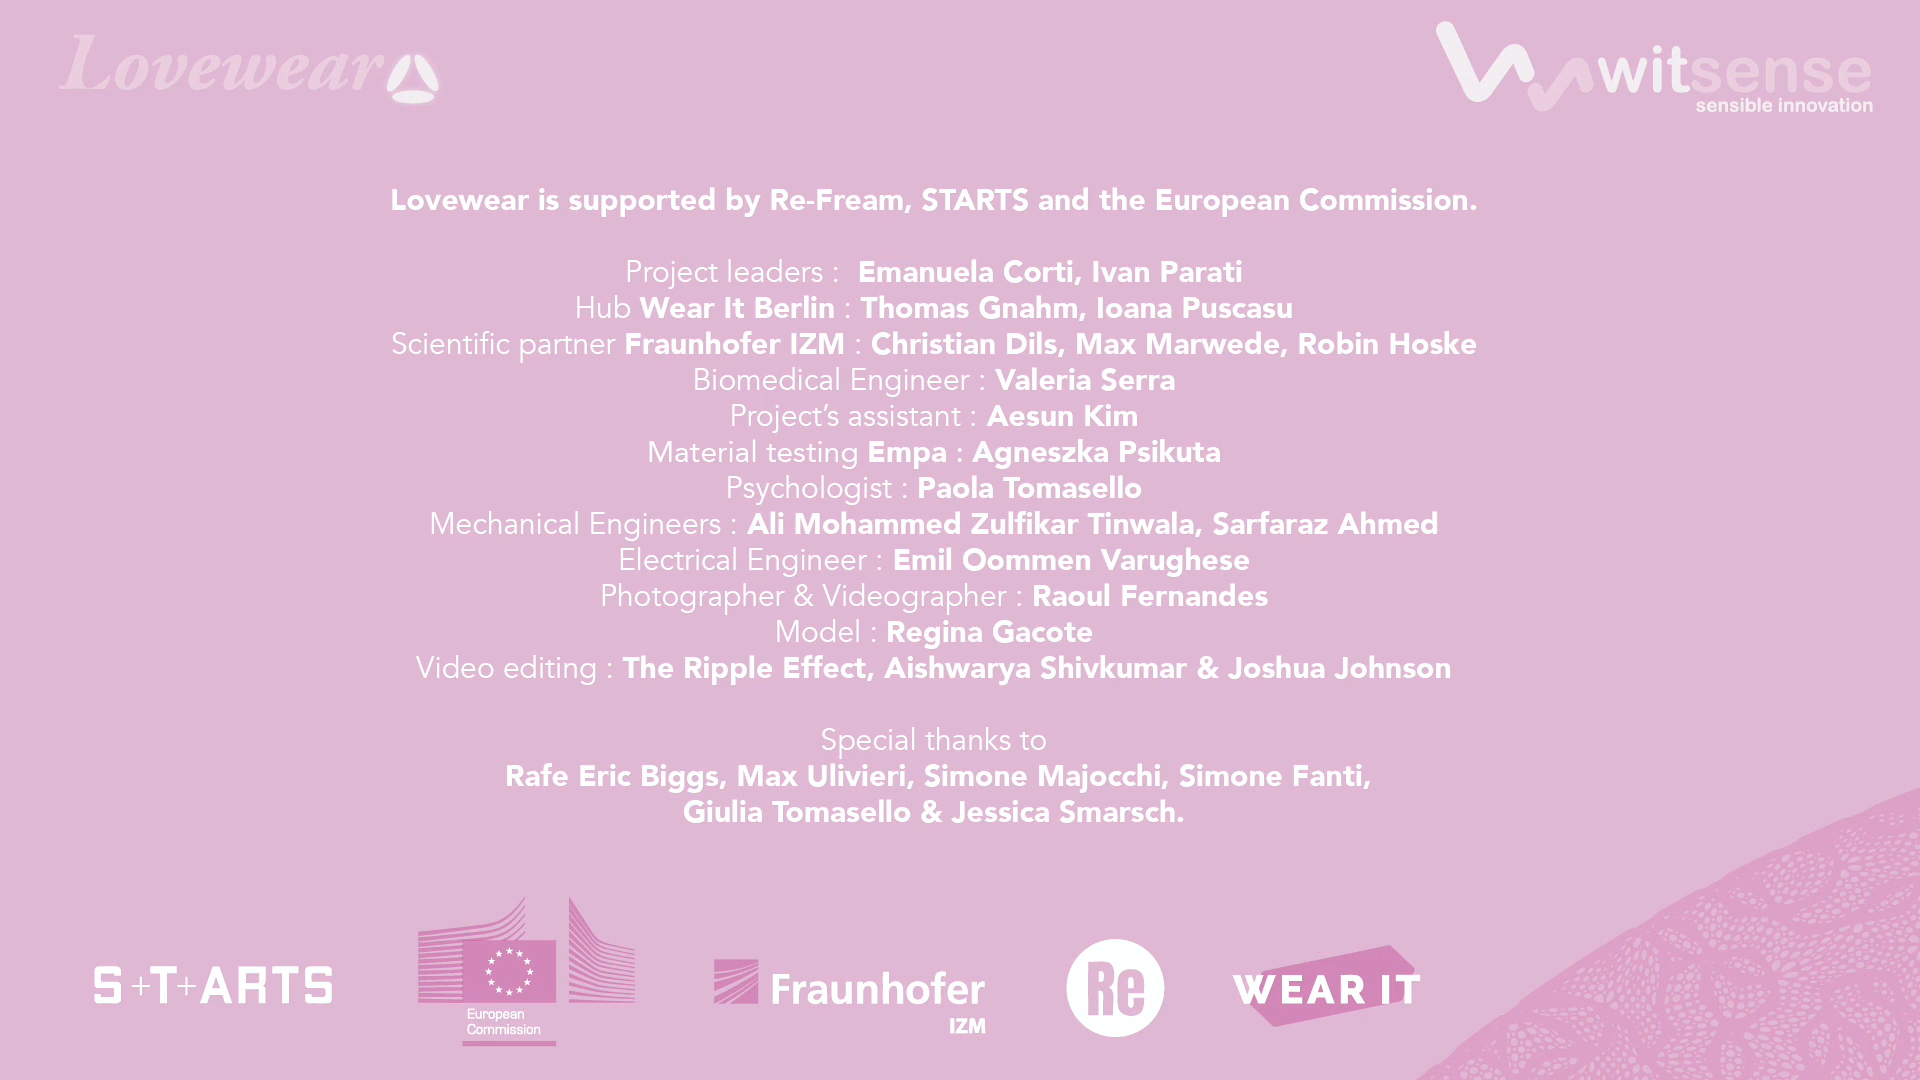 Lovewear
witsense
sensible innovation
Lovewear is supported by Re-Fream, STARTS and the European Commission.
Project leaders : Emanuela Corti, Ivan Parati
Hub Wear It Berlin : Thomas Gnahm, Ioana Puscasu
Scientific partner Fraunhofer IZM : Christian Dils, Max Marwede, Robin Hoske
Biomedical Engineer : Valeria Serra
Project’s assistant : Aesun Kim
Material testing Empa : Agneszka Psikuta
Psychologist : Paola Tomasello
Mechanical Engineers : Ali Mohammed Zulfikar Tinwala, Sarfaraz Ahmed
Electrical Engineer : Emil Oommen Varughese
Photographer & Videographer : Raoul Fernandes
Model : Regina Gacote
Video editing : The Ripple Effect, Aishwarya Shivkumar & Joshua Johnson
Special thanks to
Rafe Eric Biggs, Max Ulivieri, Simone Majocchi, Simone Fanti,
Giulia Tomasello & Jessica Smarsch.
S+T+ARTS
European
Commission
Fraunhofer
IZM
Re
WEAR IT